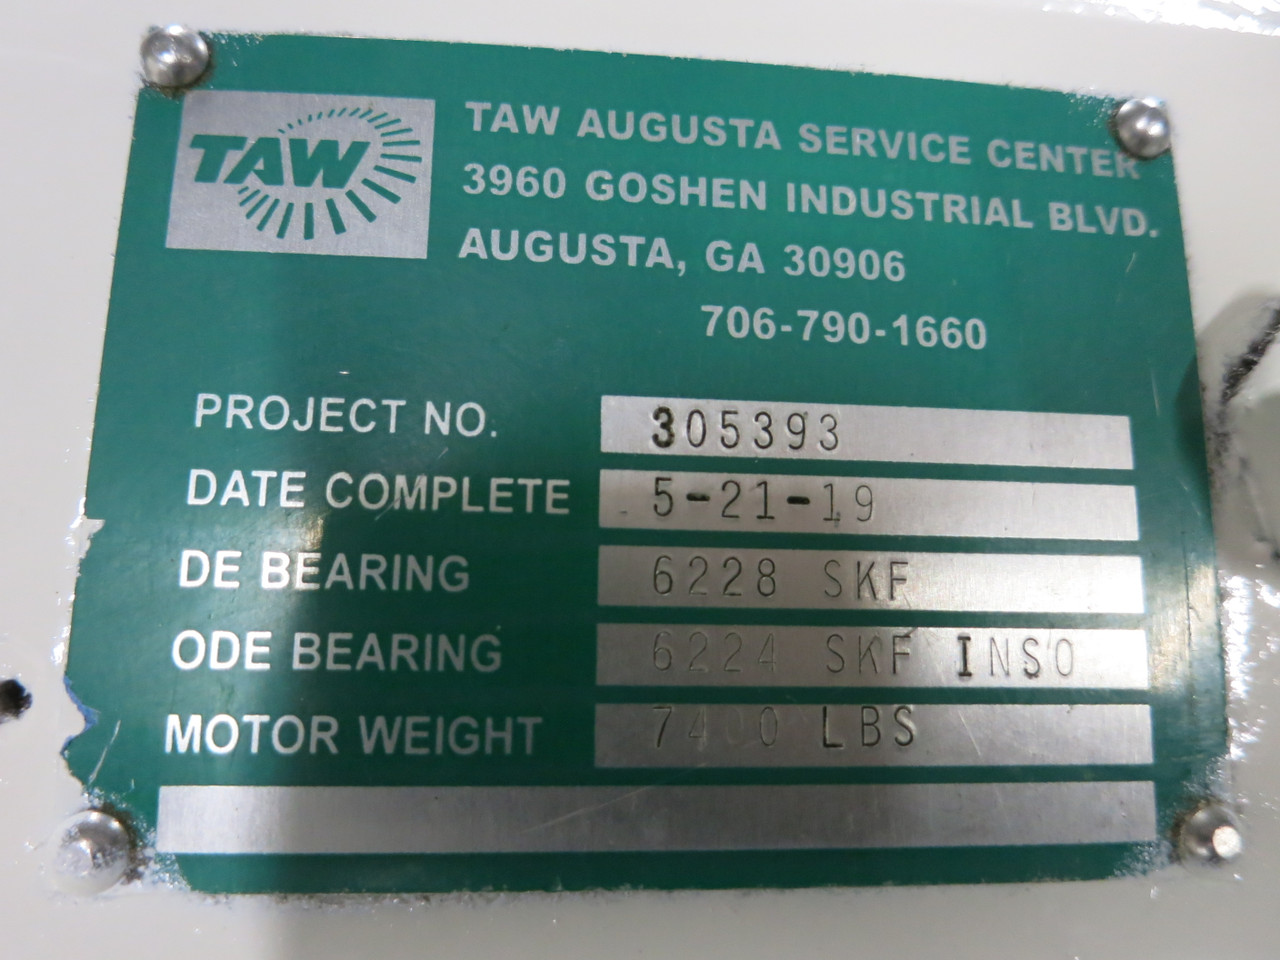 TAW
TAW AUGUSTA SERVICE CENTER
3960 GOSHEN INDUSTRIAL BLVD.
AUGUSTA, GA 30906
706-790-1660
PROJECT NO. 305393
DATE COMPLETE 5-21-19
DE BEARING 6228 SKF
ODE BEARING 6224 SKF INSO
MOTOR WEIGHT 7400 LBS